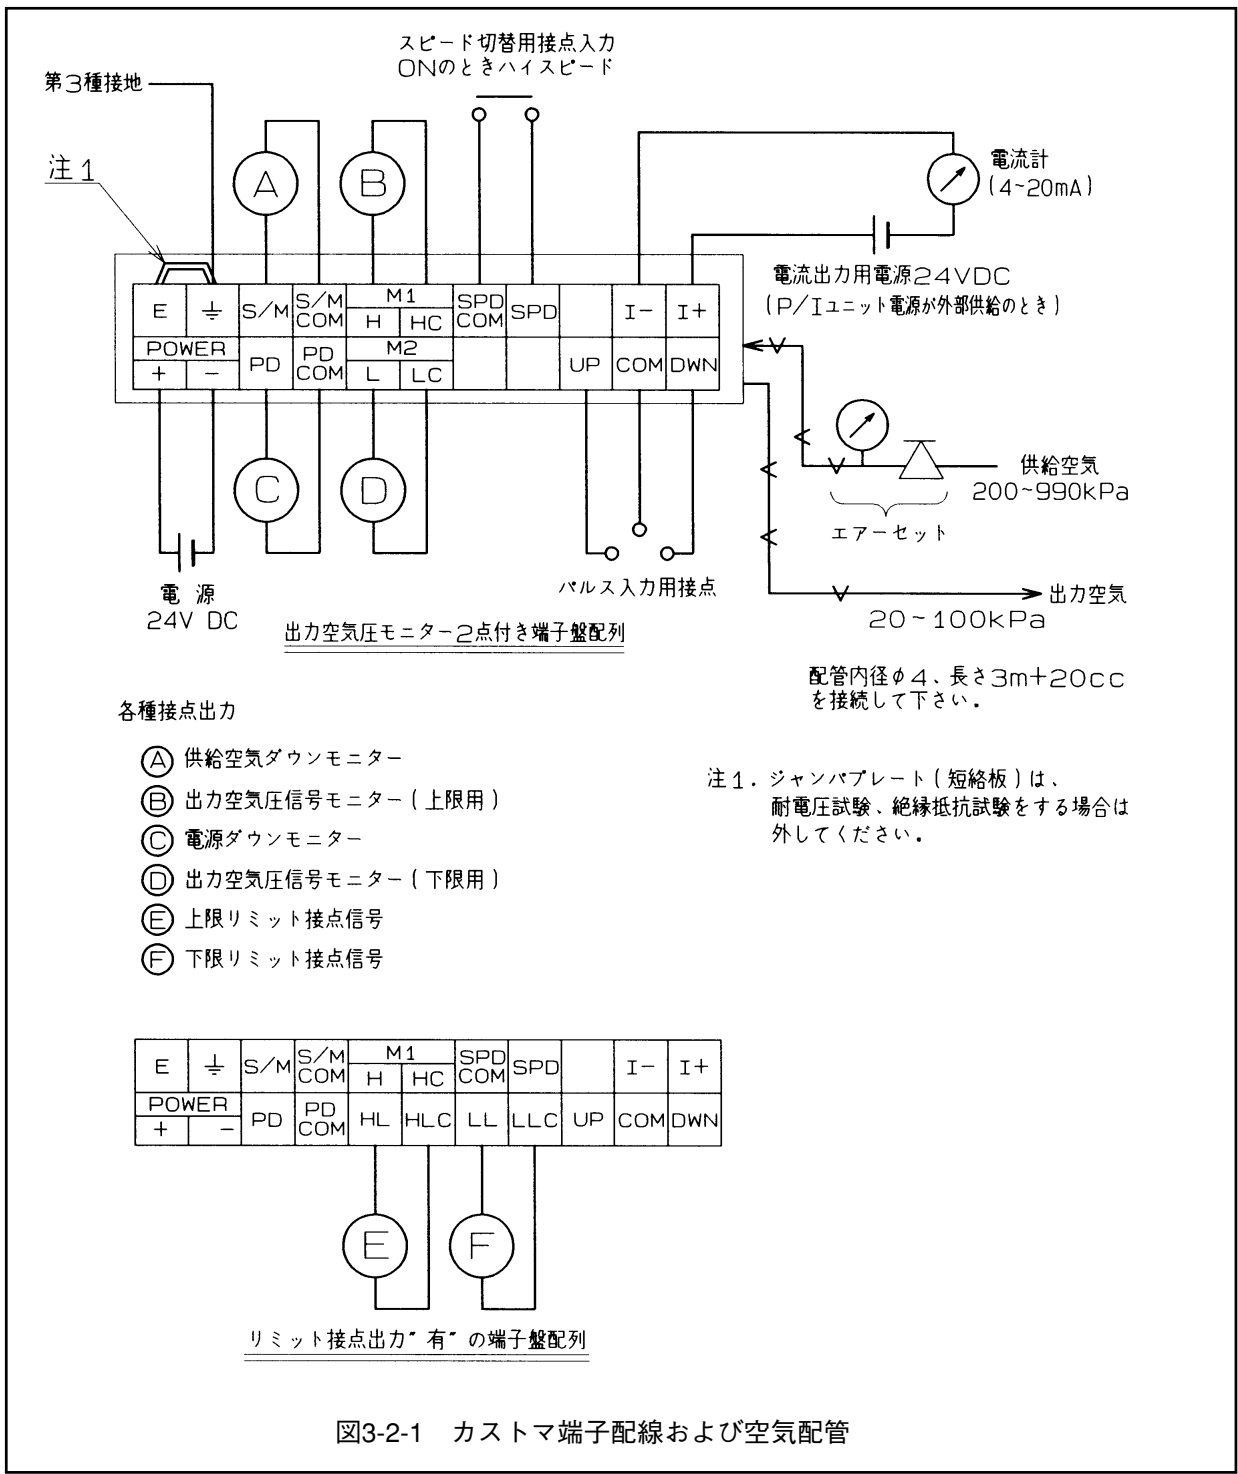 スピード切替用接点入力
ONのときハイスピード
第3種接地
注1
A
B
電流計
(4~20mA)
電流出力用電源24VDC
(P/Iユニット電源が外部供給のとき)
E
S/M
S/M
COM
M1
H
HC
SPD
COM
SPD
I-
I+
POWER
+
-
PD
PD
COM
M2
L
LC
UP
COM
DWN
C
D
供給空気
200~990kPa
エアーセット
パルス入力用接点
電 源
24V DC
出力空気
20~100kPa
出力空気圧モニター2点付き端子盤配列
配管内径φ4、長さ3m+20cc
を接続して下さい.
各種接点出力
A 供給空気ダウンモニター
B 出力空気圧信号モニター(上限用)
C 電源ダウンモニター
D 出力空気圧信号モニター(下限用)
E 上限リミット接点信号
F 下限リミット接点信号
注1. ジャンパプレート(短絡板)は、
耐電圧試験、絶縁抵抗試験をする場合は
外してください.
E
S/M
S/M
COM
M1
H
HC
SPD
COM
SPD
I-
I+
POWER
+
-
PD
PD
COM
HL
HLC
LL
LLC
UP
COM
DWN
E
F
リミット接点出力"有"の端子盤配列
図3-2-1 カストマ端子配線および空気配管